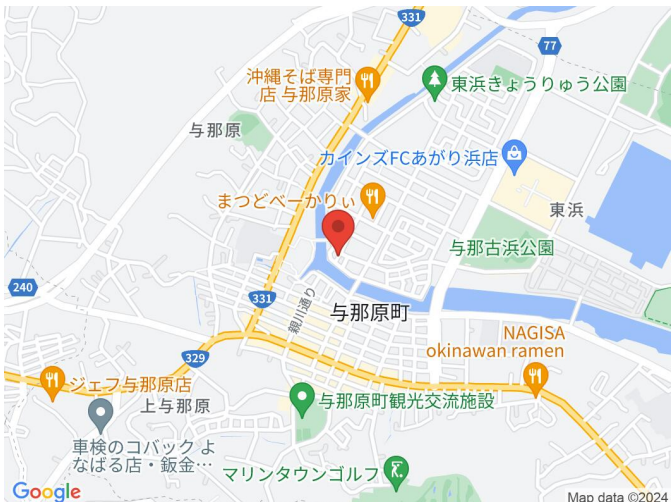 331
77
沖縄そば専門
店 与那原家
東浜きょうりゅう公園
与那原
カインズFCあがり浜店
まつどべーかりぃ
東浜
与那古浜公園
240
331
親川通り
与那原町
329
NAGISA
okinawan ramen
ジェフ与那原店
上与那原
与那原町観光交流施設
車検のコバック よ
なばる店・鈑金…
マリンタウンゴルフ
Google
Map data ©2024